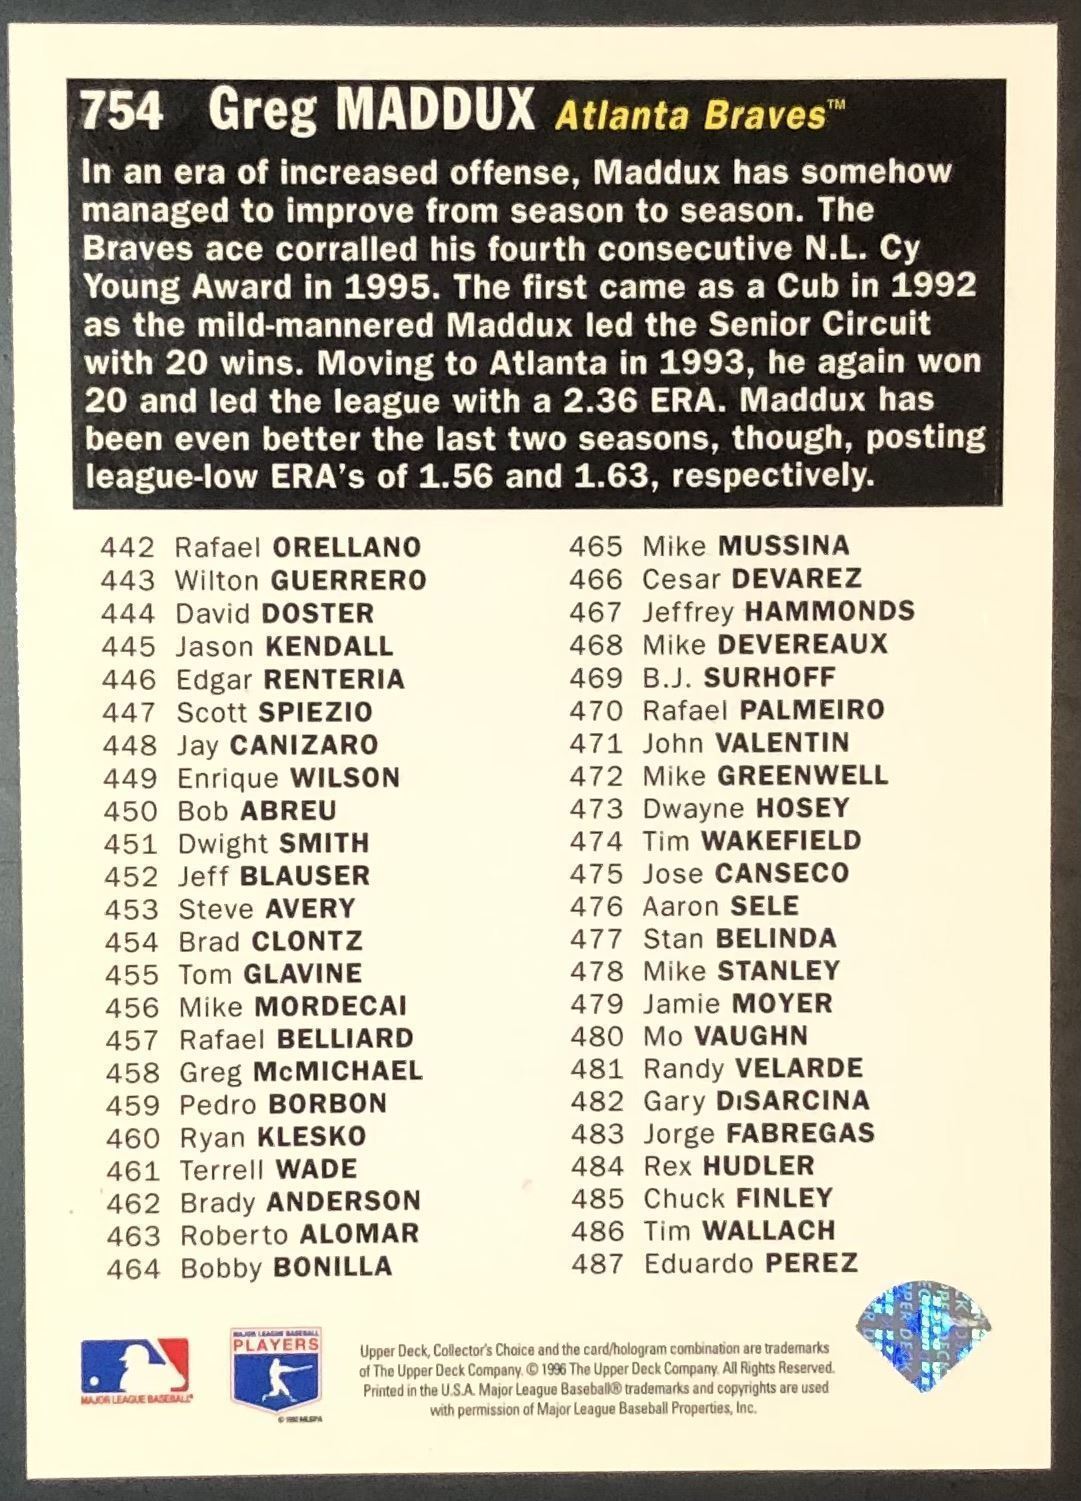 754 Greg MADDUX Atlanta Braves™
In an era of increased offense, Maddux has somehow
managed to improve from season to season. The
Braves ace corralled his fourth consecutive N.L. Cy
Young Award in 1995. The first came as a Cub in 1992
as the mild-mannered Maddux led the Senior Circuit
with 20 wins. Moving to Atlanta in 1993, he again won
20 and led the league with a 2.36 ERA. Maddux has
been even better the last two seasons, though, posting
league-low ERA's of 1.56 and 1.63, respectively.
442 Rafael ORELLANO
443 Wilton GUERRERO
444 David DOSTER
445 Jason KENDALL
446 Edgar RENTERIA
447 Scott SPIEZIO
448 Jay CANIZARO
449 Enrique WILSON
450 Bob ABREU
451 Dwight SMITH
452 Jeff BLAUSER
453 Steve AVERY
454 Brad CLONTZ
455 Tom GLAVINE
456 Mike MORDECAI
457 Rafael BELLIARD
458 Greg McMICHAEL
459 Pedro BORBON
460 Ryan KLESKO
461 Terrell WADE
462 Brady ANDERSON
463 Roberto ALOMAR
464 Bobby BONILLA
465 Mike MUSSINA
466 Cesar DEVAREZ
467 Jeffrey HAMMONDS
468 Mike DEVEREAUX
469 B.J. SURHOFF
470 Rafael PALMEIRO
471 John VALENTIN
472 Mike GREENWELL
473 Dwayne HOSEY
474 Tim WAKEFIELD
475 Jose CANSECO
476 Aaron SELE
477 Stan BELINDA
478 Mike STANLEY
479 Jamie MOYER
480 Mo VAUGHN
481 Randy VELARDE
482 Gary DiSARCINA
483 Jorge FABREGAS
484 Rex HUDLER
485 Chuck FINLEY
486 Tim WALLACH
487 Eduardo PEREZ
MAJOR LEAGUE BASEBALL
MAJOR LEAGUE BASEBALL
PLAYERS
Upper Deck, Collector's Choice and the card/hologram combination are trademarks
of The Upper Deck Company. © 1996 The Upper Deck Company. All Rights Reserved.
Printed in the U.S.A. Major League Baseball® trademarks and copyrights are used
with permission of Major League Baseball Properties, Inc.